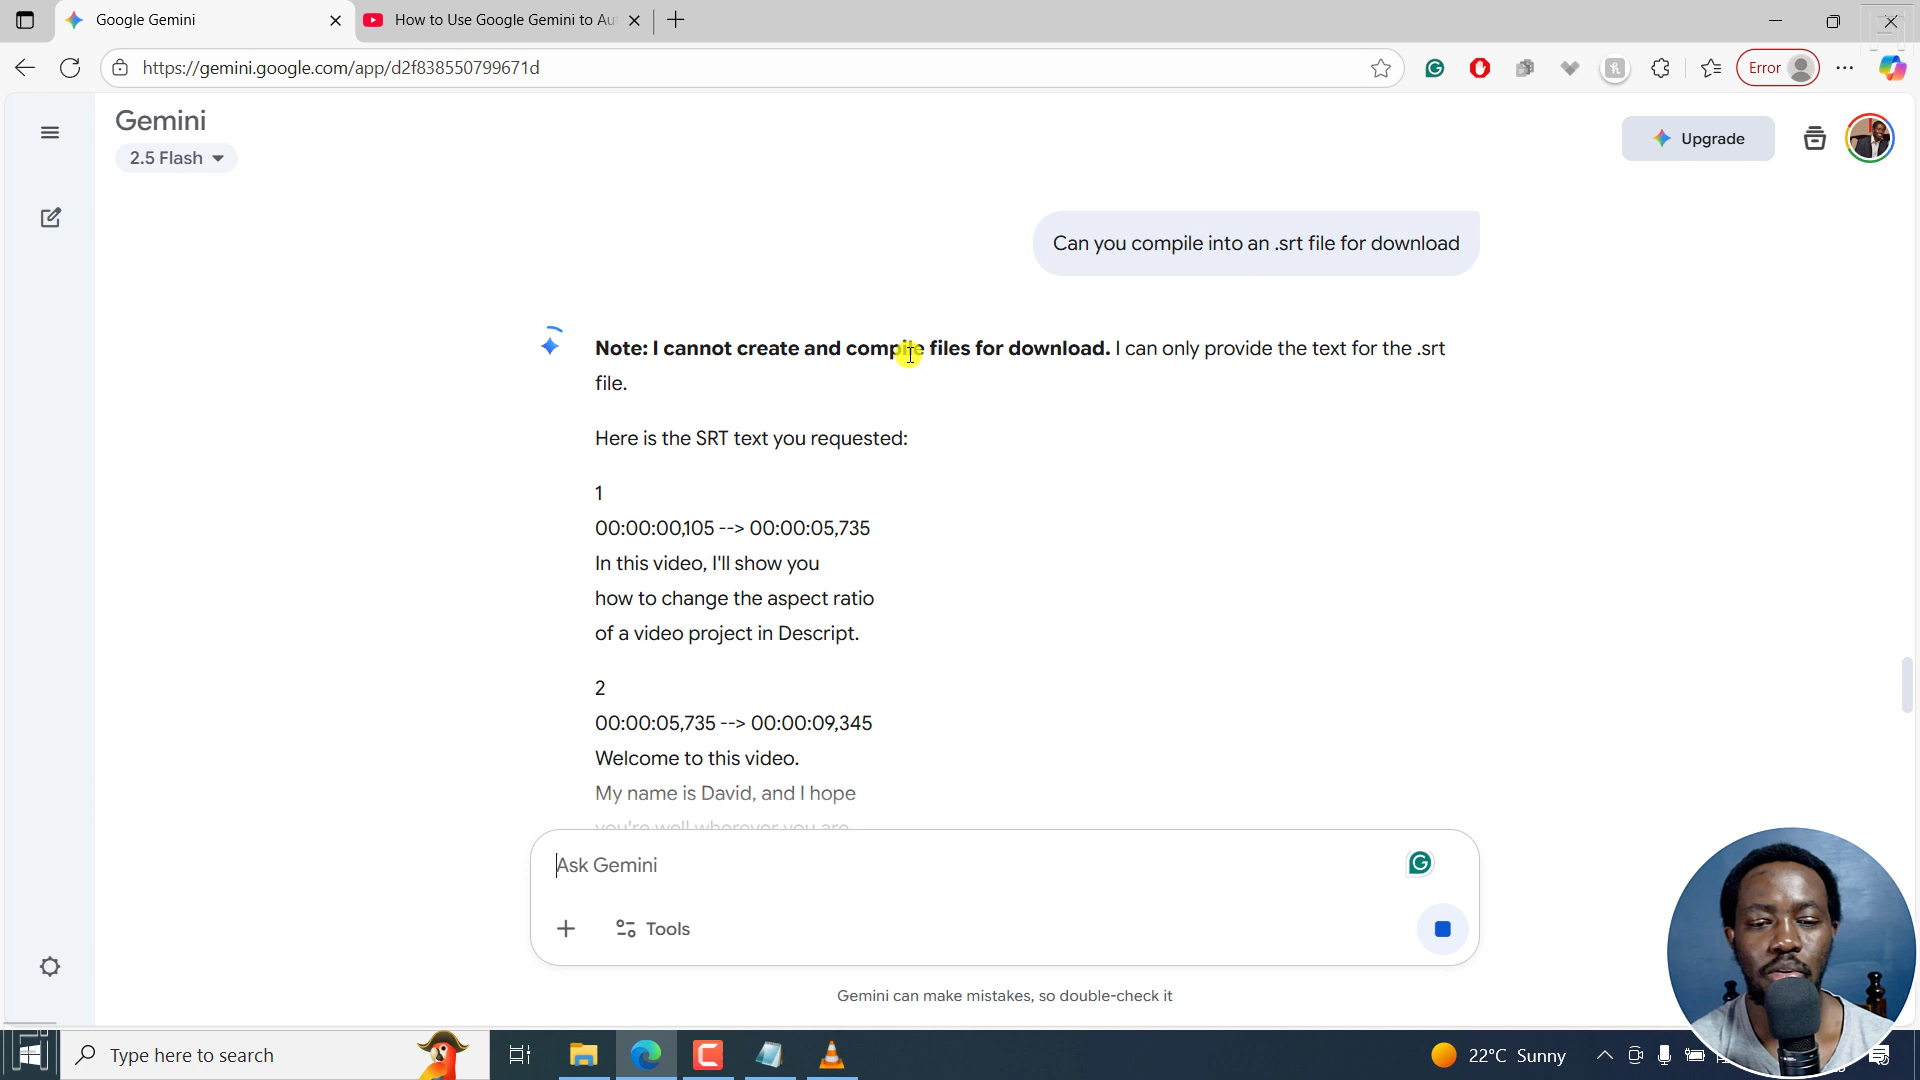 Google Gemini
How to Use Google Gemini to Au
https://gemini.google.com/app/d2f838550799671d
Error
Gemini
2.5 Flash
Upgrade
Can you compile into an .srt file for download
Note: I cannot create and compile files for download. I can only provide the text for the .srt
file.
Here is the SRT text you requested:
1
00:00:00,105 --> 00:00:05,735
In this video, I'll show you
how to change the aspect ratio
of a video project in Descript.
2
00:00:05,735 --> 00:00:09,345
Welcome to this video.
My name is David, and I hope
you're well wherever you are
Ask Gemini
Tools
Gemini can make mistakes, so double-check it
Type here to search
22°C Sunny